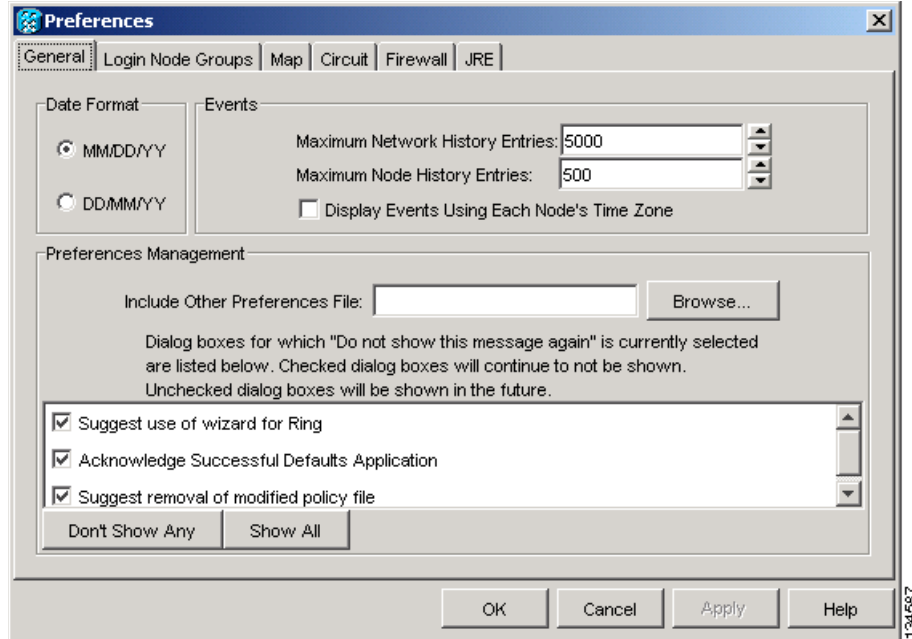 Preferences
General Login Node Groups Map Circuit Firewall JRE
Date Format
MM/DD/YY
DD/MM/YY
Events
Maximum Network History Entries: 5000
Maximum Node History Entries: 500
Display Events Using Each Node's Time Zone
Preferences Management
Include Other Preferences File: Browse...
Dialog boxes for which "Do not show this message again" is currently selected
are listed below. Checked dialog boxes will continue to not be shown.
Unchecked dialog boxes will be shown in the future.
Suggest use of wizard for Ring
Acknowledge Successful Defaults Application
Suggest removal of modified policy file
Don't Show Any Show All
OK Cancel Apply Help
134587